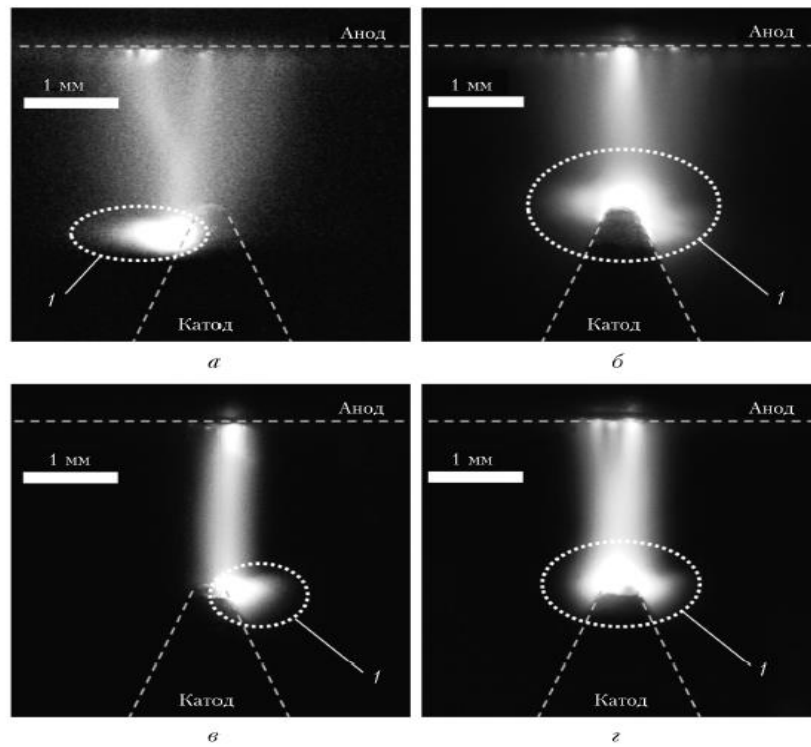 Анод
Анод
1 мм
1 мм
1
1
Катод
Катод
а
б
Анод
Анод
1 мм
1 мм
1
1
Катод
Катод
в
г